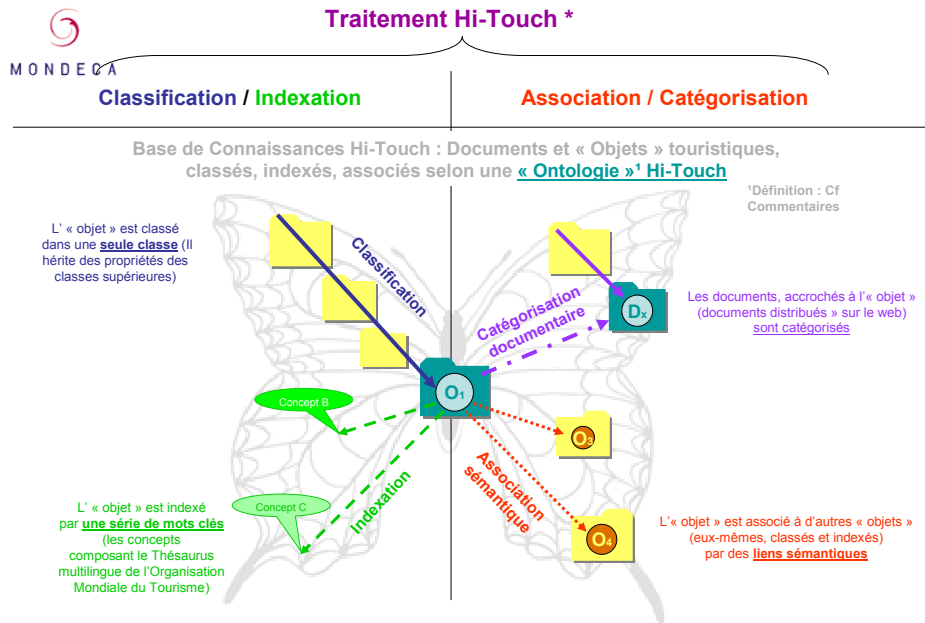 Traitement Hi-Touch *
MONDECA
Classification / Indexation
Association / Catégorisation
Base de Connaissances Hi-Touch : Documents et « Objets » touristiques,
classés, indexés, associés selon une « Ontologie »¹ Hi-Touch
¹Définition : Cf
Commentaires
L' « objet » est classé
dans une seule classe (Il
hérite des propriétés des
classes supérieures)
Classification
Catégorisation
documentaire
Dx
Les documents, accrochés à l'« objet »
(documents distribués » sur le web)
sont catégorisés
O1
Concept B
O3
Indexation
Association
sémantique
Concept C
O4
L' « objet » est indexé
par une série de mots clés
(les concepts
composant le Thésaurus
multilingue de l'Organisation
Mondiale du Tourisme)
L'« objet » est associé à d'autres « objets »
(eux-mêmes, classés et indexés)
par des liens sémantiques